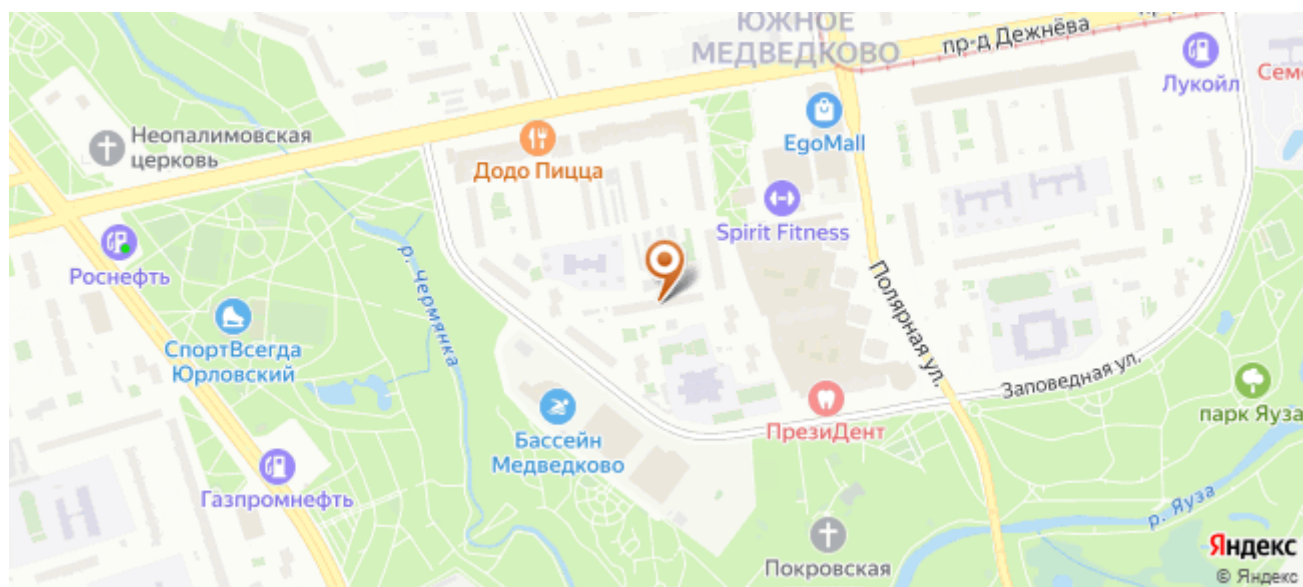 ЮЖНОЕ
МЕДВЕДКОВО
пр-д Дежнёва
Лукойл
Неопалимовская
церковь
Додо Пицца
EgoMall
Spirit Fitness
Роснефть
р. Чермянка
СпортВсегда
Юрловский
Полярная ул.
Заповедная ул.
парк Яуза
ПрезиДент
Бассейн
Медведково
Газпромнефть
р. Яуза
Покровская
Яндекс
© Яндекс